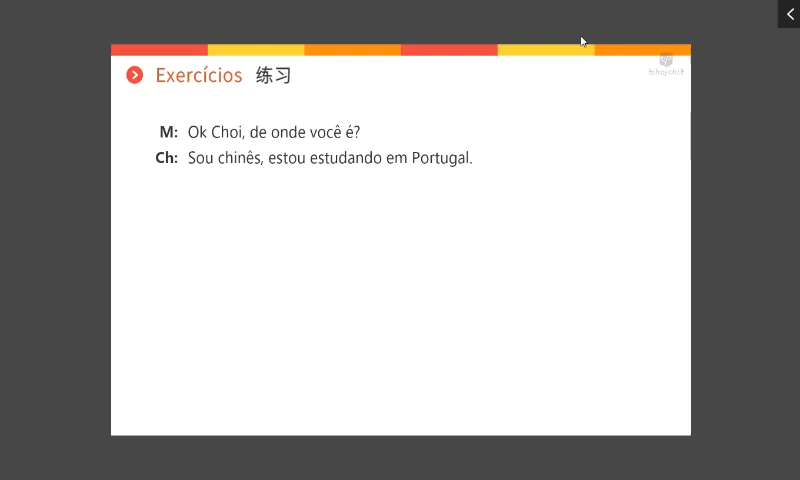 Exercícios 练习
M: Ok Choi, de onde você é?
Ch: Sou chinês, estou estudando em Portugal.